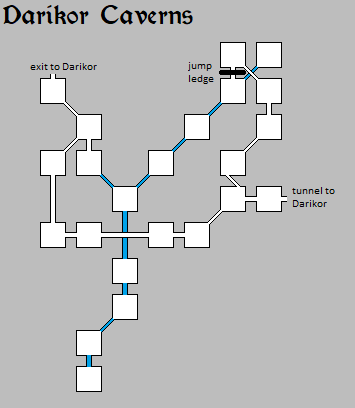 Darikor Caverns
exit to Darikor
jump
ledge
tunnel to
Darikor